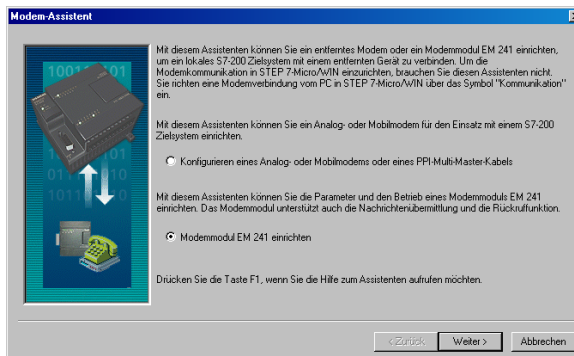 Modem-Assistent
Mit diesem Assistenten können Sie ein entferntes Modem oder ein Modemmodul EM 241 einrichten,
um ein lokales S7-200 Zielsystem mit einem entfernten Gerät zu verbinden. Um die
Modemkommunikation in STEP 7-Micro/WIN einzurichten, brauchen Sie diesen Assistenten nicht.
Sie richten eine Modemverbindung vom PC in STEP 7-Micro/WIN über das Symbol "Kommunikation"
ein.
Mit diesem Assistenten können Sie ein Analog- oder Mobilmodem für den Einsatz mit einem S7-200
Zielsystem einrichten.
Konfigurieren eines Analog- oder Mobilmodems oder eines PPI-Multi-Master-Kabels
Mit diesem Assistenten können Sie die Parameter und den Betrieb eines Modemmoduls EM 241
einrichten. Das Modemmodul unterstützt auch die Nachrichtenübermittlung und die Rückruffunktion.
Modemmodul EM 241 einrichten
Drücken Sie die Taste F1, wenn Sie die Hilfe zum Assistenten aufrufen möchten.
< Zurück
Weiter >
Abbrechen